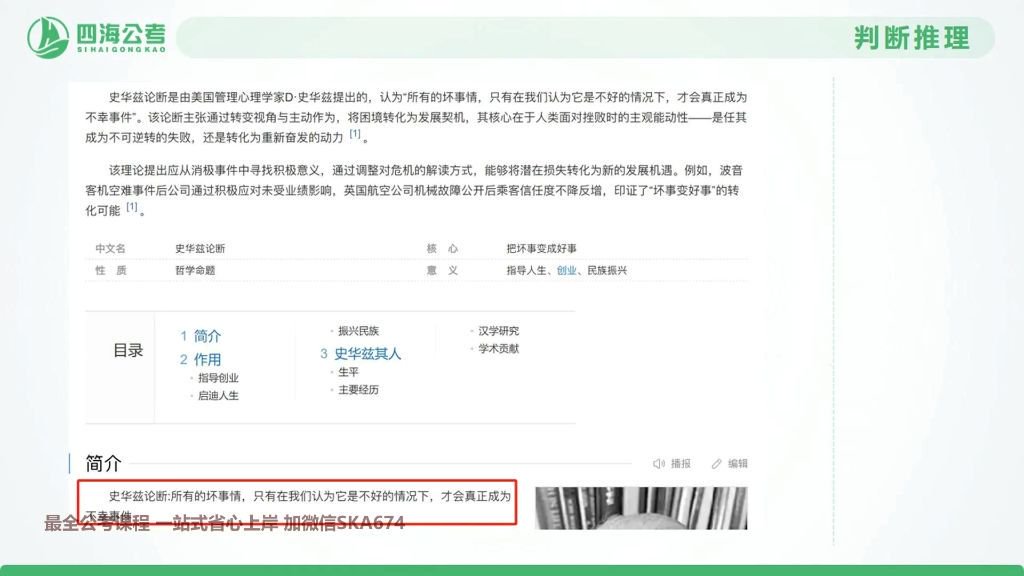 四海公考
SIHAIGONGKAO
判断推理
史华兹论断是由美国管理心理学家D·史华兹提出的，认为“所有的坏事情，只有在我们认为它是不好的情况下，才会真正成为
不幸事件”。该论断主张通过转变视角与主动作为，将困境转化为发展契机，其核心在于人类面对挫败时的主观能动性——是任其
成为不可逆转的失败，还是转化为重新奋发的动力 [1] 。
该理论提出应从消极事件中寻找积极意义，通过调整对危机的解读方式，能够将潜在损失转化为新的发展机遇。例如，波音
客机空难事件后公司通过积极应对未受业绩影响，英国航空公司机械故障公开后乘客信任度不降反增，印证了“坏事变好事”的转
化可能 [1] 。
中文名 史华兹论断 核 心 把坏事变成好事
性 质 哲学命题 意 义 指导人生、创业、民族振兴
目录
1 简介
2 作用
· 指导创业
· 启迪人生
· 振兴民族
3 史华兹其人
· 生平
· 主要经历
· 汉学研究
· 学术贡献
简介
播报 编辑
史华兹论断:所有的坏事情，只有在我们认为它是不好的情况下，才会真正成为
不幸事件
最全公考课程 一站式省心上岸 加微信SKA674